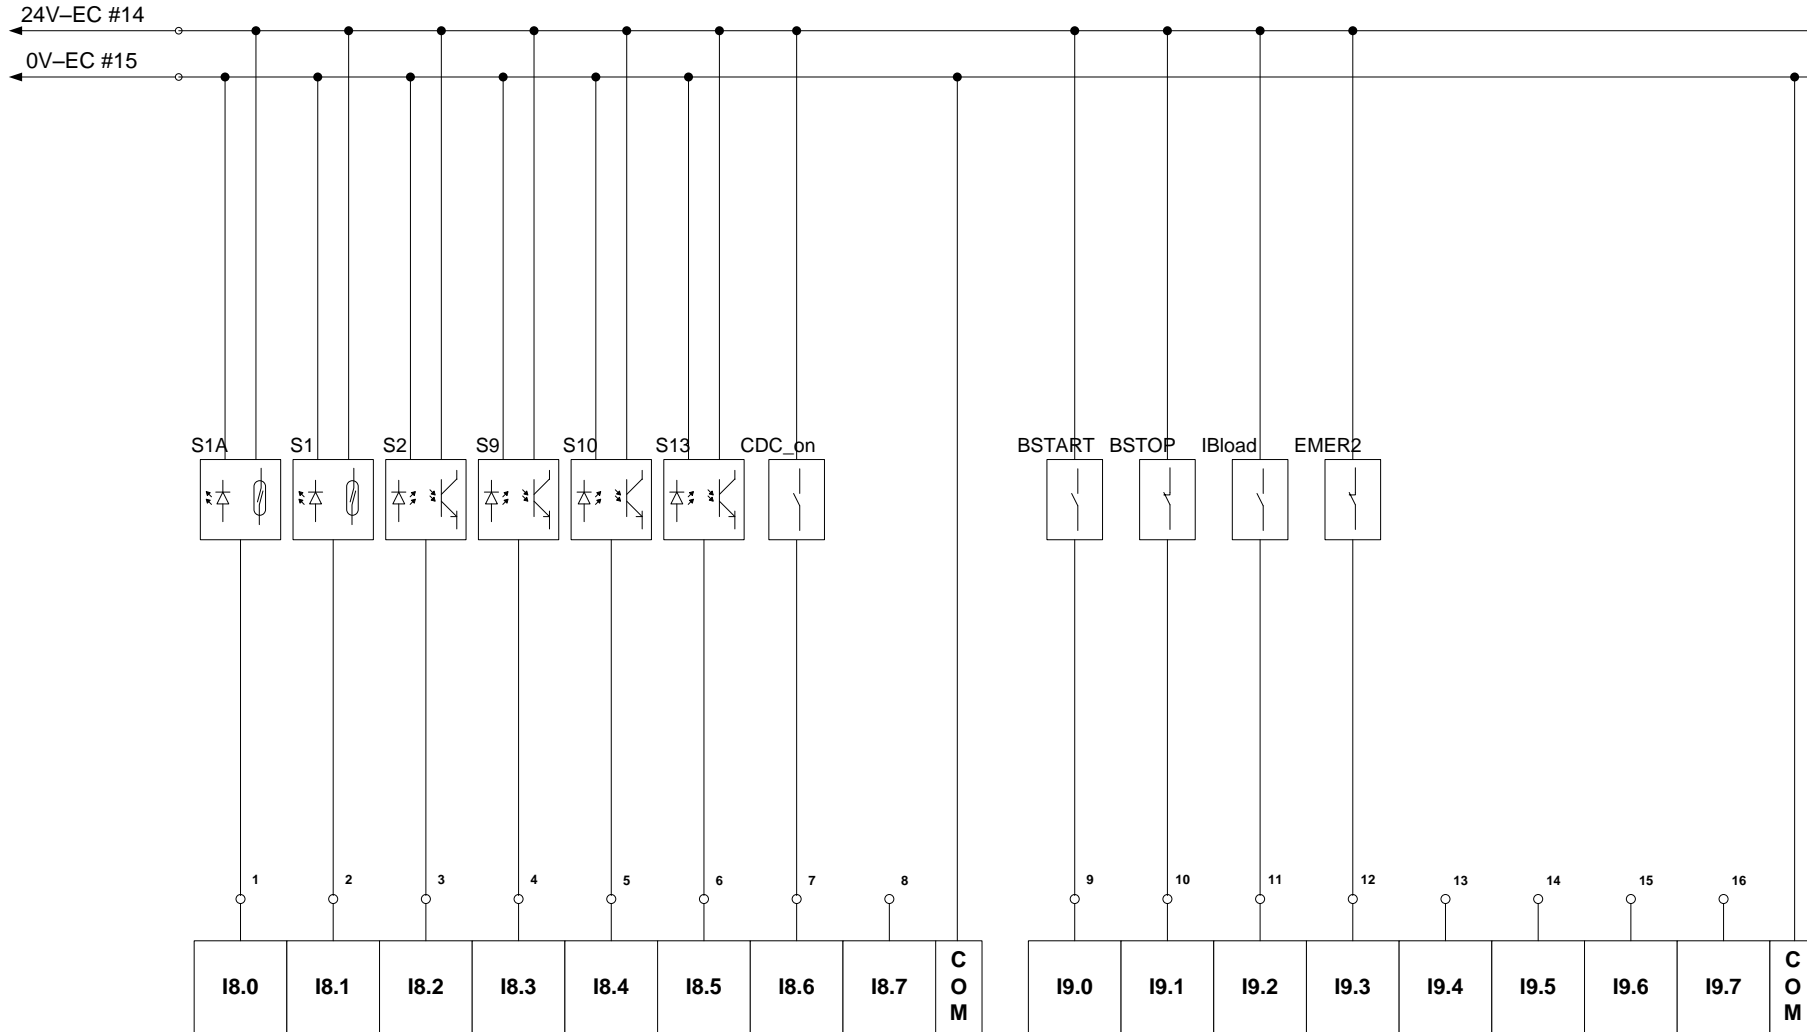 24V–EC #14
0V–EC #15
S1A S1 S2 S9 S10 S13 CDC_on BSTART BSTOP IBload EMER2
1 2 3 4 5 6 7 8 9 10 11 12 13 14 15 16
I8.0 I8.1 I8.2 I8.3 I8.4 I8.5 I8.6 I8.7 COM I9.0 I9.1 I9.2 I9.3 I9.4 I9.5 I9.6 I9.7 COM